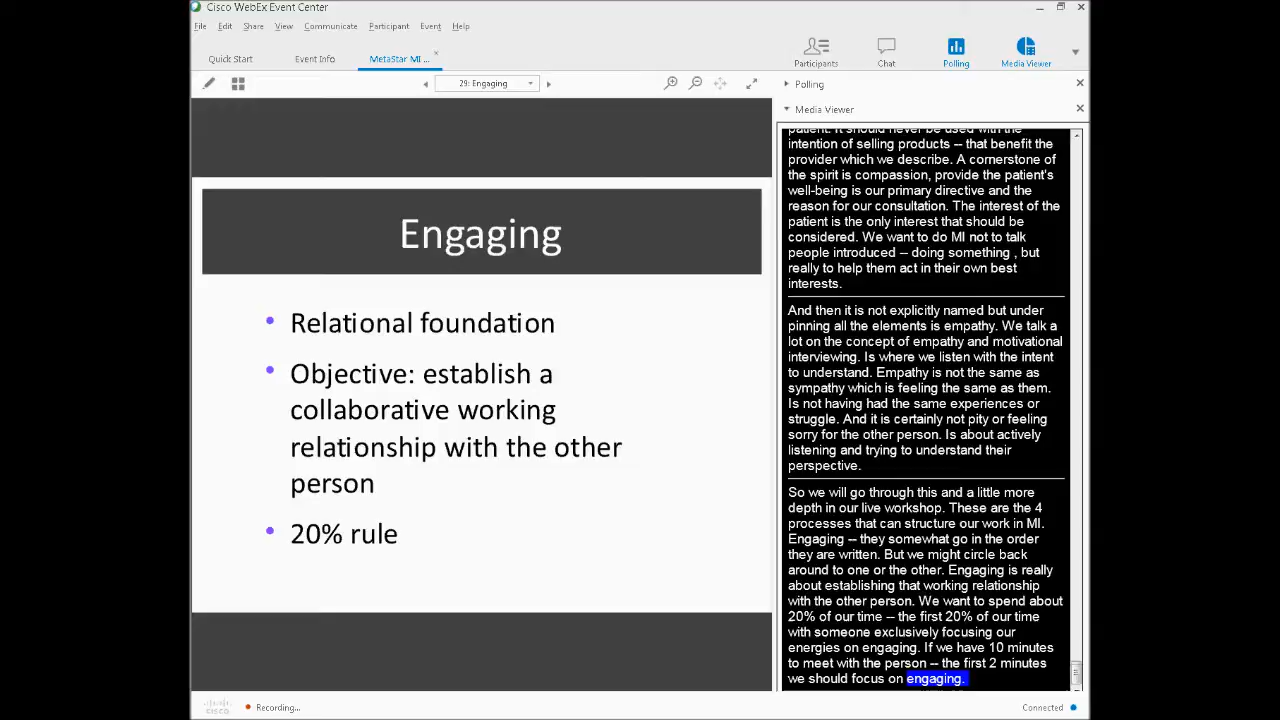 Cisco WebEx Event Center
File Edit Share View Communicate Participant Event Help
Quick Start Event Info MetaStar MI ...
Participants Chat Polling Media Viewer
29: Engaging
Polling
Media Viewer
Engaging
• Relational foundation
• Objective: establish a
collaborative working
relationship with the other
person
• 20% rule
patient. It should never be used with the
intention of selling products -- that benefit the
provider which we describe. A cornerstone of
the spirit is compassion, provide the patient's
well-being is our primary directive and the
reason for our consultation. The interest of the
patient is the only interest that should be
considered. We want to do MI not to talk
people introduced -- doing something , but
really to help them act in their own best
interests.
And then it is not explicitly named but under
pinning all the elements is empathy. We talk a
lot on the concept of empathy and motivational
interviewing. Is where we listen with the intent
to understand. Empathy is not the same as
sympathy which is feeling the same as them.
Is not having had the same experiences or
struggle. And it is certainly not pity or feeling
sorry for the other person. Is about actively
listening and trying to understand their
perspective.
So we will go through this and a little more
depth in our live workshop. These are the 4
processes that can structure our work in MI.
Engaging -- they somewhat go in the order
they are written. But we might circle back
around to one or the other. Engaging is really
about establishing that working relationship
with the other person. We want to spend about
20% of our time -- the first 20% of our time
with someone exclusively focusing our
energies on engaging. If we have 10 minutes
to meet with the person -- the first 2 minutes
we should focus on engaging.
CISCO
Recording...
Connected